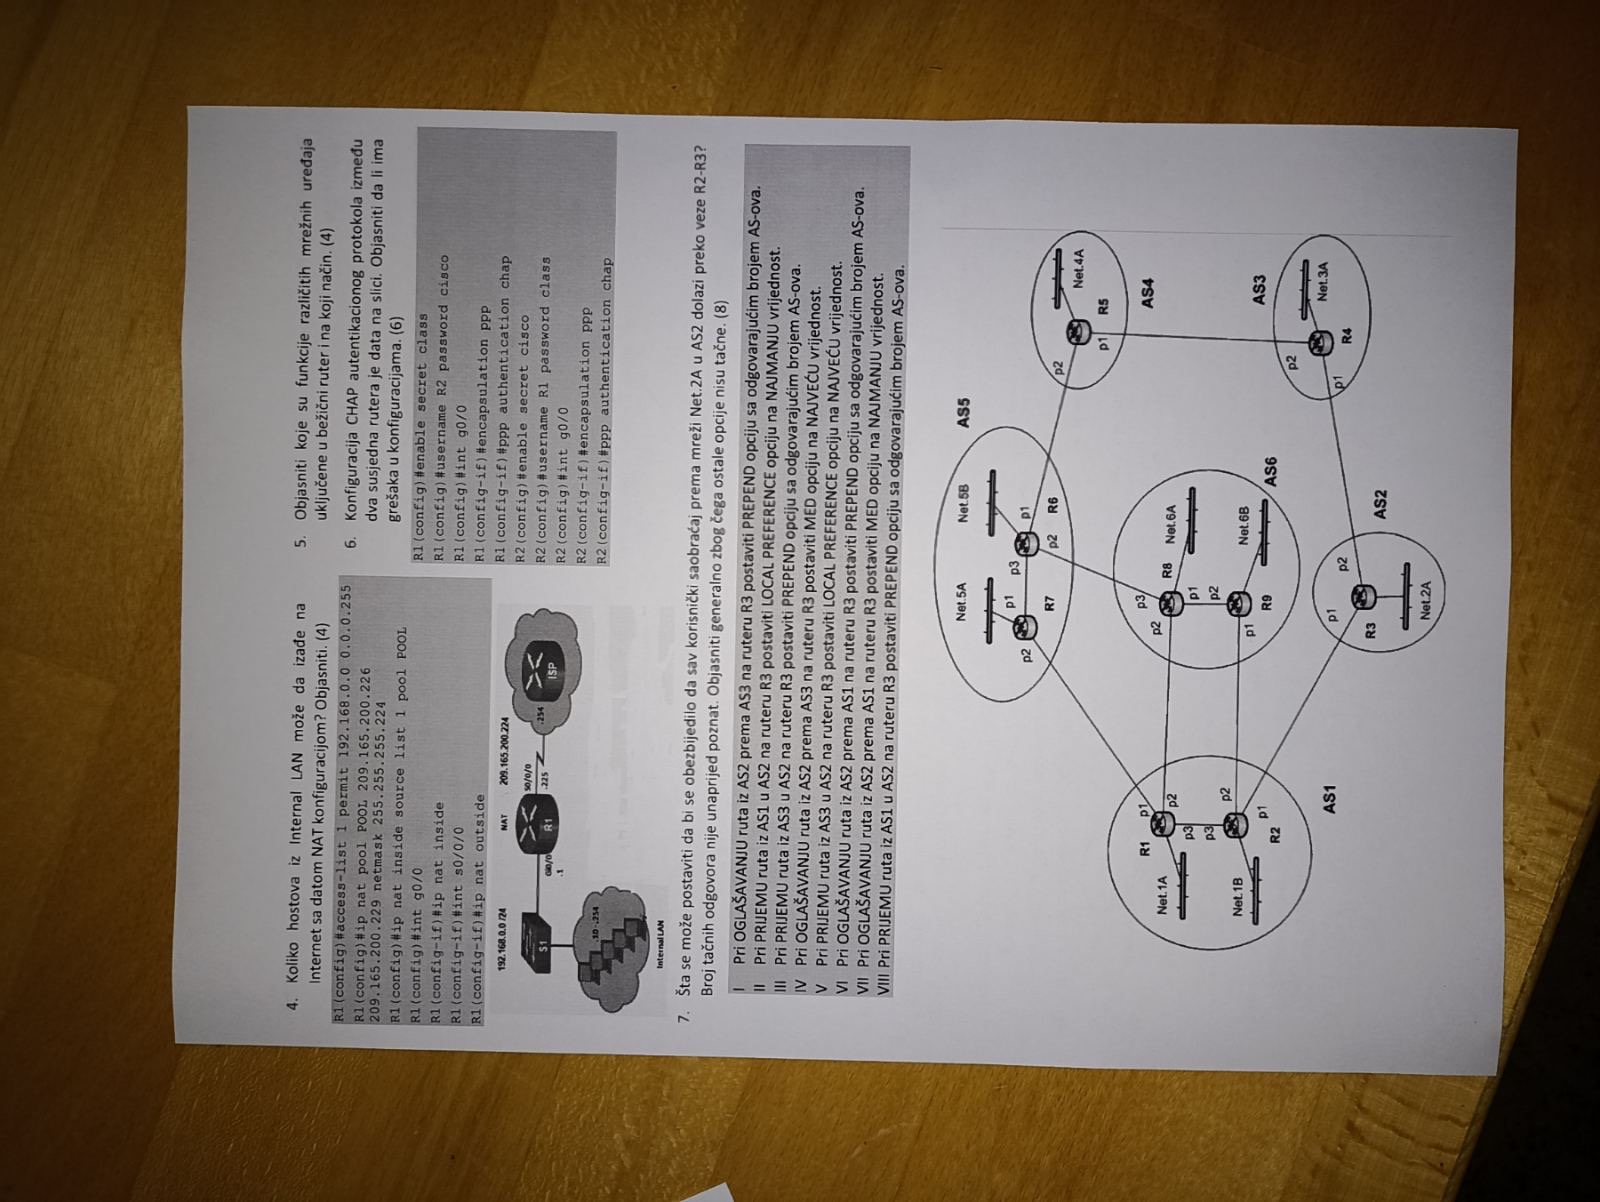 4. Koliko hostova iz Internal LAN može da izađe na
Internet sa datom NAT konfiguracijom? Objasniti. (4)
R1(config)#access-list 1 permit 192.168.0.0 0.0.0.255
R1(config)#ip nat pool POOL 209.165.200.226
209.165.200.229 netmask 255.255.255.224
R1(config)#ip nat inside source list 1 pool POOL
R1(config)#int g0/0
R1(config-if)#ip nat inside
R1(config-if)#int s0/0/0
R1(config-if)#ip nat outside
192.168.0.0 /24 NAT 209.165.200.224
S1 G0/0 .1 R1 S0/0/0 .225 .254 ISP
.10-.254
Internal LAN
5. Objasniti koje su funkcije različitih mrežnih uređaja
uključene u bežični ruter i na koji način. (4)
6. Konfiguracija CHAP autentikacionog protokola između
dva susjedna rutera je data na slici. Objasniti da li ima
grešaka u konfiguracijama. (6)
R1(config)#enable secret class
R1(config)#username R2 password cisco
R1(config)#int g0/0
R1(config-if)#encapsulation ppp
R1(config-if)#ppp authentication chap
R2(config)#enable secret cisco
R2(config)#username R1 password class
R2(config)#int g0/0
R2(config-if)#encapsulation ppp
R2(config-if)#ppp authentication chap
7. Šta se može postaviti da bi se obezbijedilo da sav korisnički saobraćaj prema mreži Net.2A u AS2 dolazi preko veze R2-R3?
Broj tačnih odgovora nije unaprijed poznat. Objasniti generalno zbog čega ostale opcije nisu tačne. (8)
I Pri OGLAŠAVANJU ruta iz AS2 prema AS3 na ruteru R3 postaviti PREPEND opciju sa odgovarajućim brojem AS-ova.
II Pri PRIJEMU ruta iz AS1 u AS2 na ruteru R3 postaviti LOCAL PREFERENCE opciju na NAJMANJU vrijednost.
III Pri PRIJEMU ruta iz AS3 u AS2 na ruteru R3 postaviti PREPEND opciju sa odgovarajućim brojem AS-ova.
IV Pri OGLAŠAVANJU ruta iz AS2 prema AS3 na ruteru R3 postaviti MED opciju na NAJVEĆU vrijednost.
V Pri PRIJEMU ruta iz AS3 u AS2 na ruteru R3 postaviti LOCAL PREFERENCE opciju na NAJVEĆU vrijednost.
VI Pri OGLAŠAVANJU ruta iz AS2 prema AS1 na ruteru R3 postaviti PREPEND opciju sa odgovarajućim brojem AS-ova.
VII Pri OGLAŠAVANJU ruta iz AS2 prema AS1 na ruteru R3 postaviti MED opciju na NAJMANJU vrijednost.
VIII Pri PRIJEMU ruta iz AS1 u AS2 na ruteru R3 postaviti PREPEND opciju sa odgovarajućim brojem AS-ova.
Net.5A Net.5B AS5
p1 p3
p2 p1
R7 p2 R6
p2
Net.4A
p1 R5
AS4
R1 p1
Net.1A p2
p3
p3
Net.1B p2
p1
R2
AS1
p3
p2 R8 Net.6A
p1
p2
p1 Net.6B
R9 AS6
AS3
p2
Net.3A
p1 R4
p1
p2
R3
AS2
Net.2A